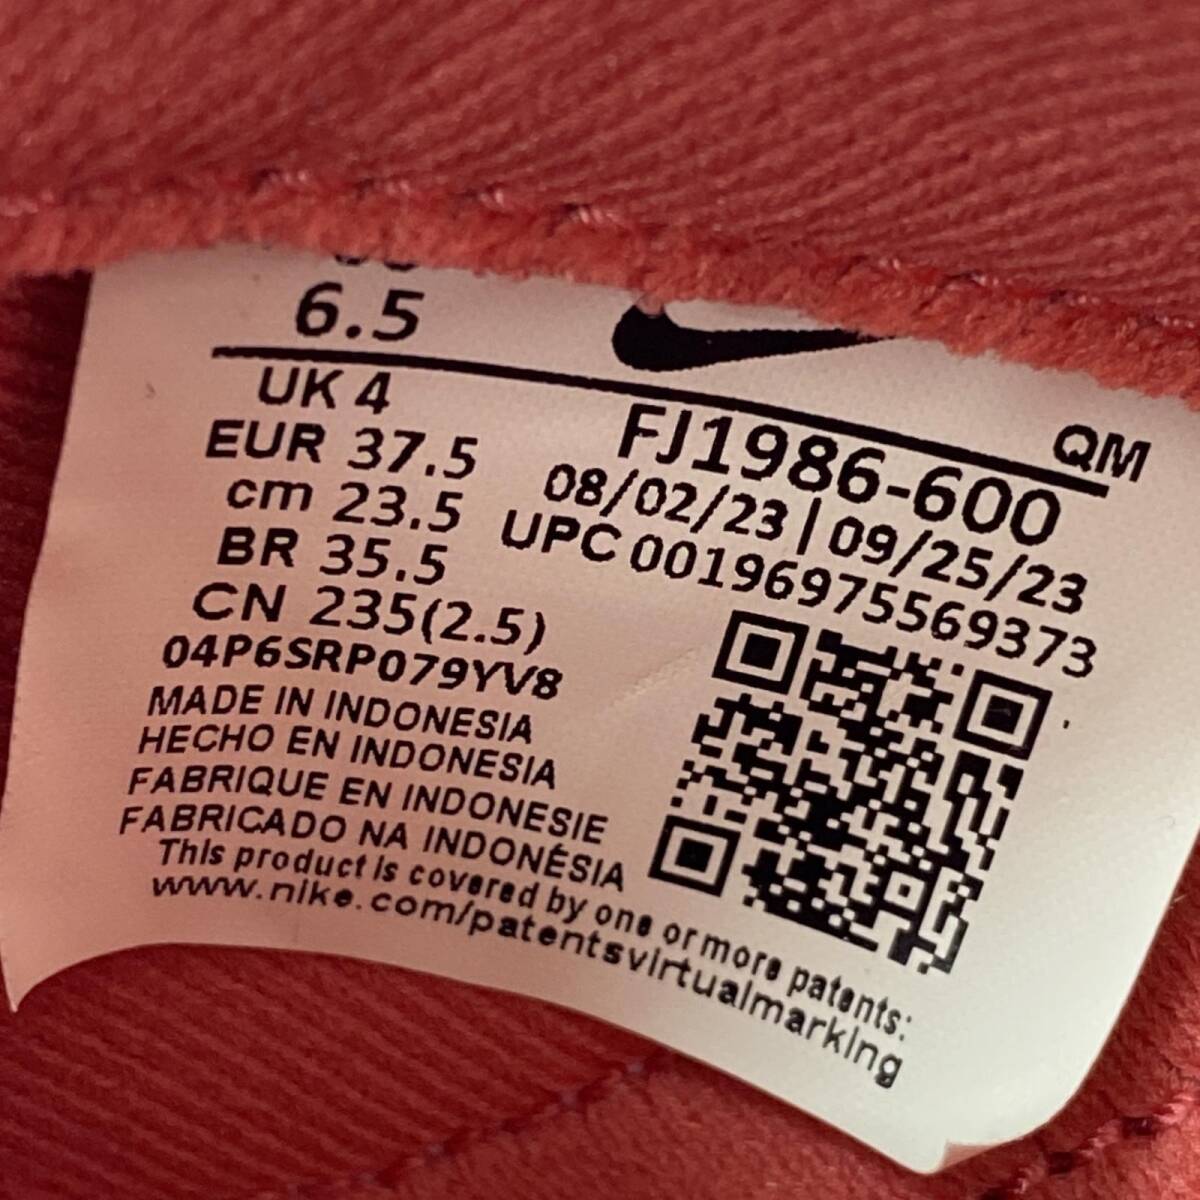 6.5
UK 4
EUR 37.5
cm 23.5
BR 35.5
CN 235(2.5)
04P6SRP079YV8
MADE IN INDONESIA
HECHO EN INDONESIA
FABRIQUE EN INDONESIE
FABRICADO NA INDONÉSIA
This product is covered by one or more patents:
www.nike.com/patentsvirtualmarking
QM
FJ1986-600
08/02/23 | 09/25/23
UPC 00196975569373